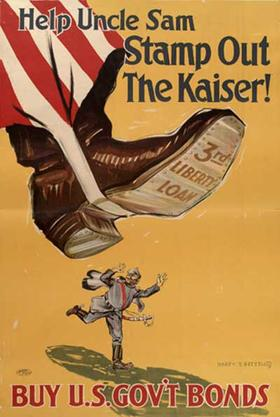 Help Uncle Sam
Stamp Out
The Kaiser!
3rd
LIBERTY
LOAN
BUY U.S. GOV'T BONDS